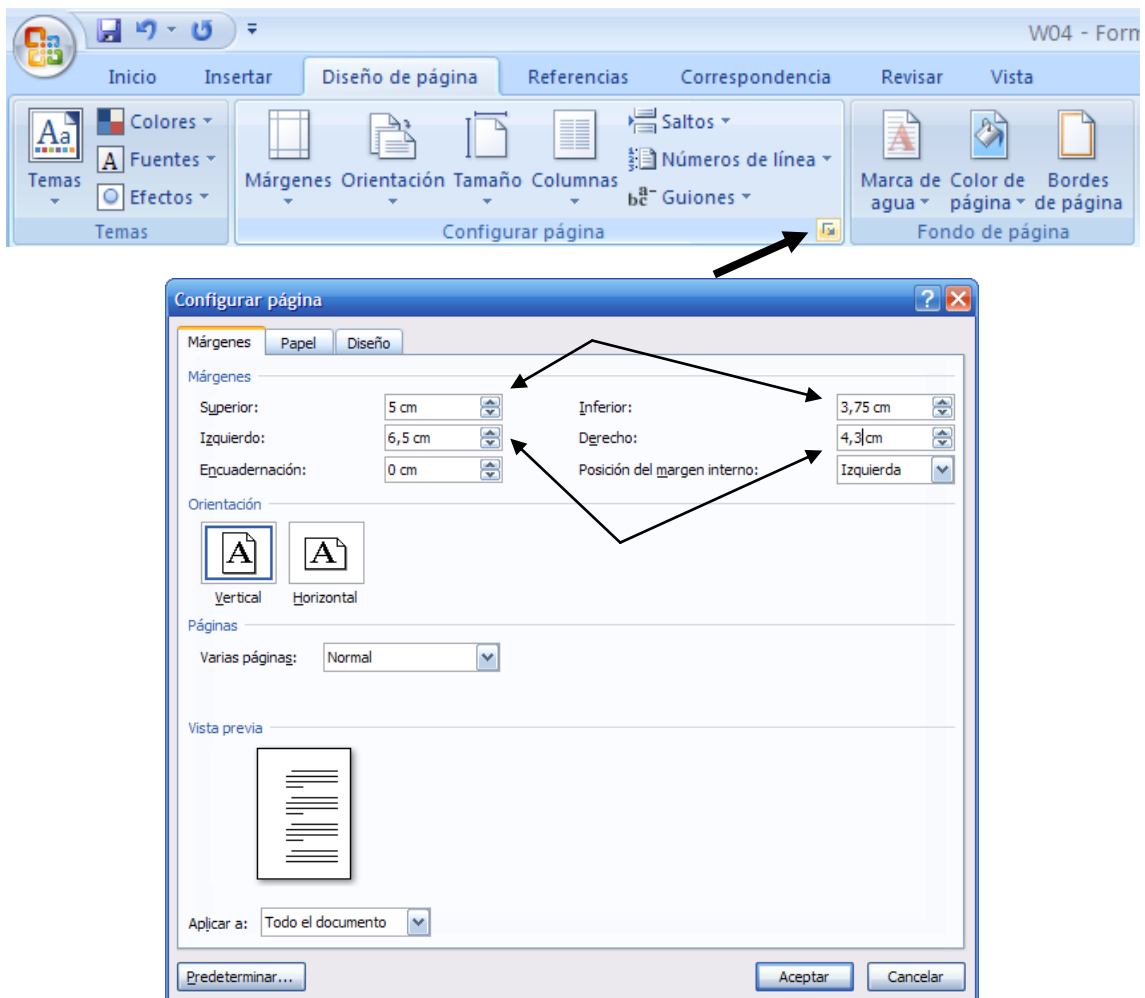 W04 - Form
Inicio Insertar Diseño de página Referencias Correspondencia Revisar Vista
Aa Temas
Colores
A Fuentes
Efectos
Temas
Márgenes Orientación Tamaño Columnas
Saltos
Números de línea
Guiones
Configurar página
Marca de agua Color de página Bordes de página
Fondo de página
Configurar página
Márgenes Papel Diseño
Márgenes
Superior: 5 cm Inferior: 3,75 cm
Izquierdo: 6,5 cm Derecho: 4,3 cm
Encuadernación: 0 cm Posición del margen interno: Izquierda
Orientación
A A
Vertical Horizontal
Páginas
Varias páginas: Normal
Vista previa
Aplicar a: Todo el documento
Predeterminar... Aceptar Cancelar